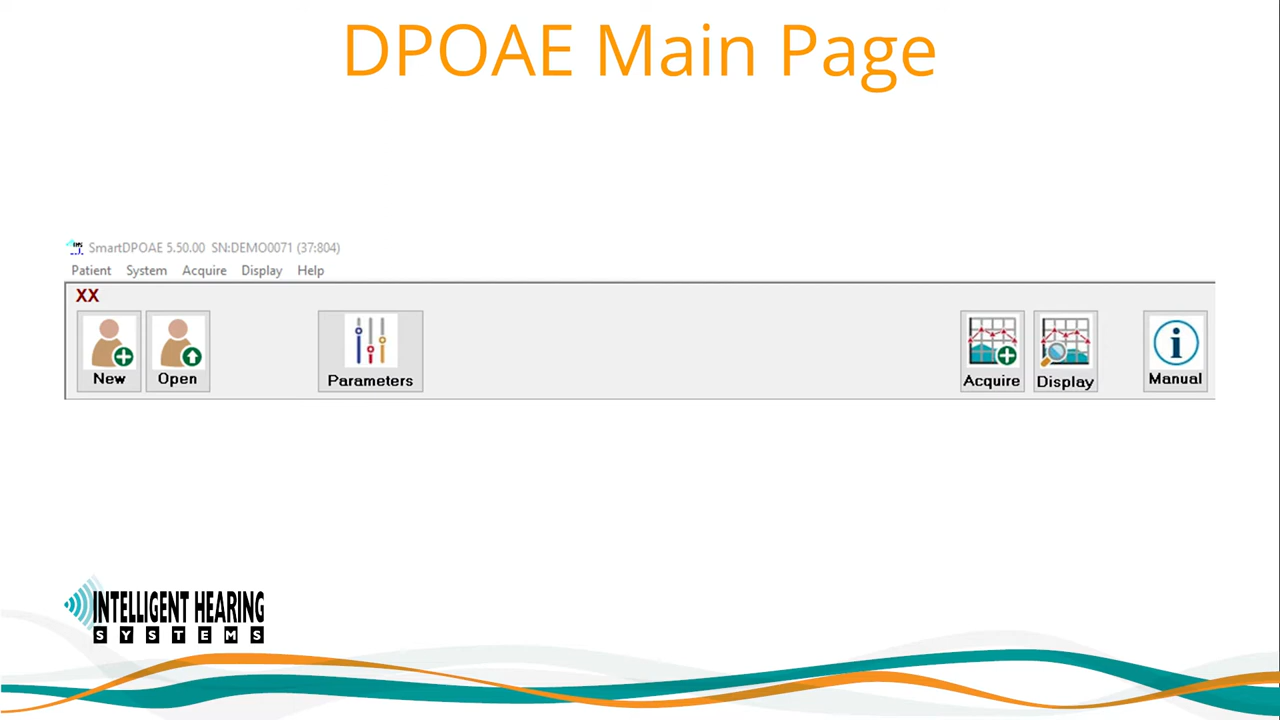 DPOAE Main Page
SmartDPOAE 5.50.00 SN:DEMO0071 (37:804)
Patient System Acquire Display Help
XX
New Open Parameters Acquire Display Manual
INTELLIGENT HEARING
SYSTEMS